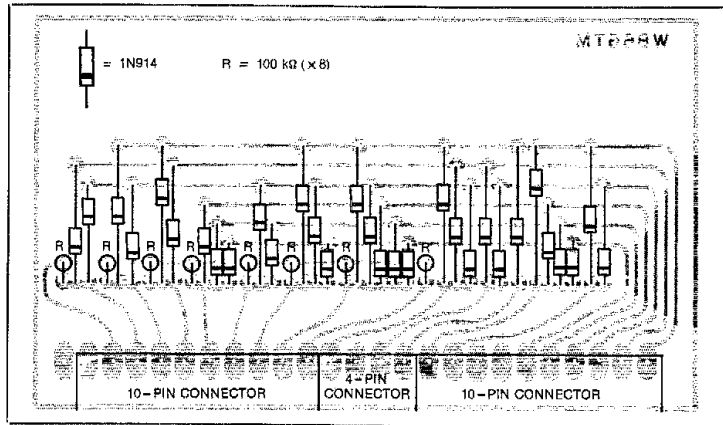 = 1N914
R = 100 kΩ (×8)
R
R
R
R
R
R
R
R
10–PIN CONNECTOR
4–PIN
CONNECTOR
10–PIN CONNECTOR